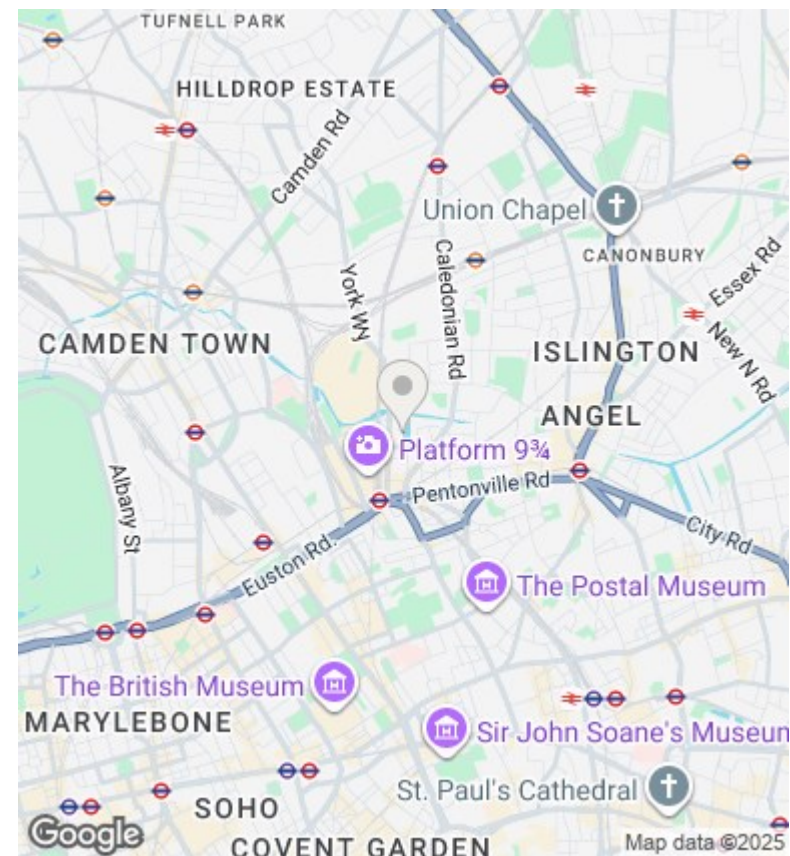 TUFNELL PARK
HILLDROP ESTATE
Camden Rd
Union Chapel
CANONBURY
Caledonian Rd
York Wy
Essex Rd
New N Rd
CAMDEN TOWN
ISLINGTON
ANGEL
Platform 9¾
Albany St
Pentonville Rd
City Rd
Euston Rd.
The Postal Museum
The British Museum
MARYLEBONE
Sir John Soane's Museum
St. Paul's Cathedral
SOHO
COVENT GARDEN
Google
Map data ©2025